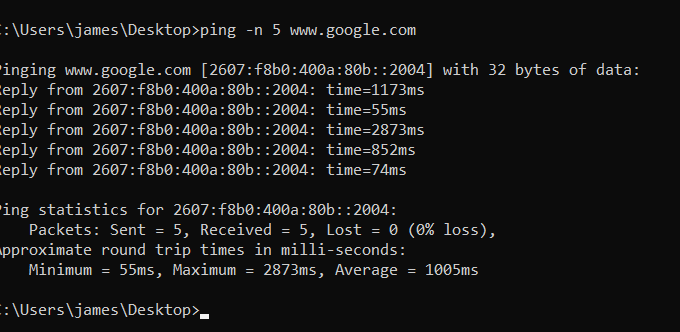 C:\Users\james\Desktop>ping -n 5 www.google.com
Pinging www.google.com [2607:f8b0:400a:80b::2004] with 32 bytes of data:
Reply from 2607:f8b0:400a:80b::2004: time=1173ms
Reply from 2607:f8b0:400a:80b::2004: time=55ms
Reply from 2607:f8b0:400a:80b::2004: time=2873ms
Reply from 2607:f8b0:400a:80b::2004: time=852ms
Reply from 2607:f8b0:400a:80b::2004: time=74ms
Ping statistics for 2607:f8b0:400a:80b::2004:
Packets: Sent = 5, Received = 5, Lost = 0 (0% loss),
Approximate round trip times in milli-seconds:
Minimum = 55ms, Maximum = 2873ms, Average = 1005ms
C:\Users\james\Desktop>_